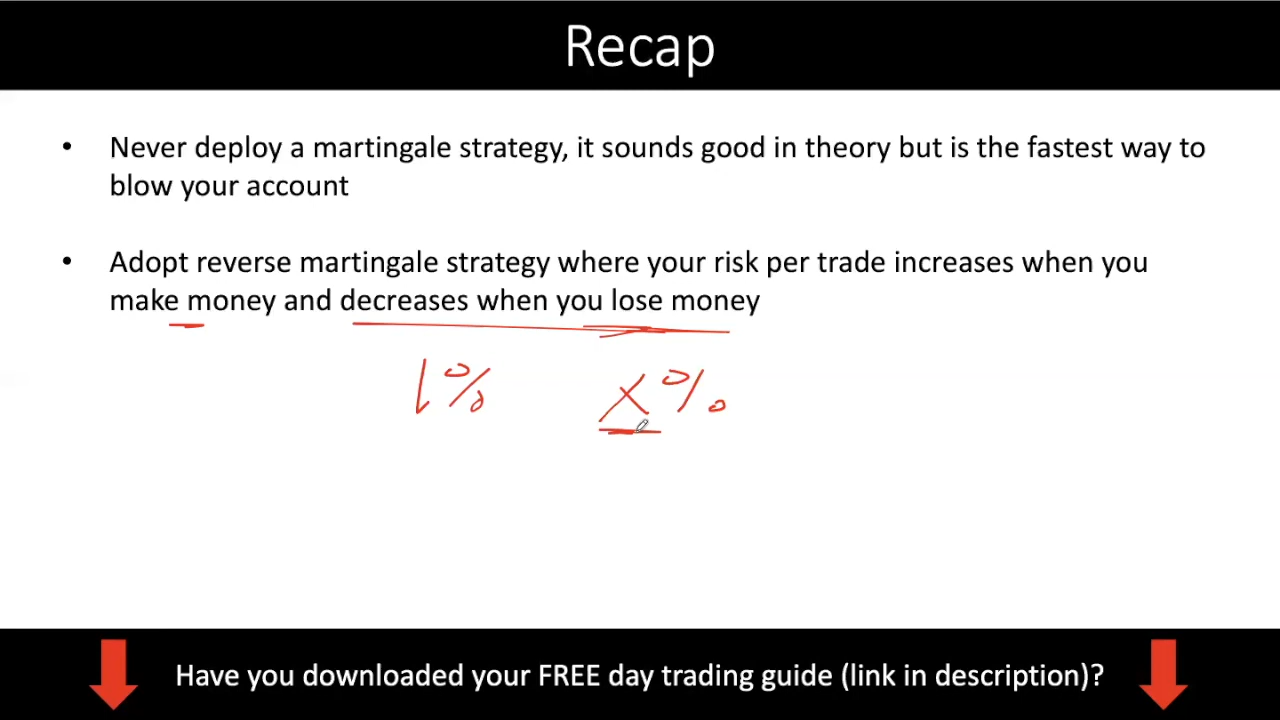 Recap
• Never deploy a martingale strategy, it sounds good in theory but is the fastest way to
blow your account
• Adopt reverse martingale strategy where your risk per trade increases when you
make money and decreases when you lose money
1% X%
Have you downloaded your FREE day trading guide (link in description)?